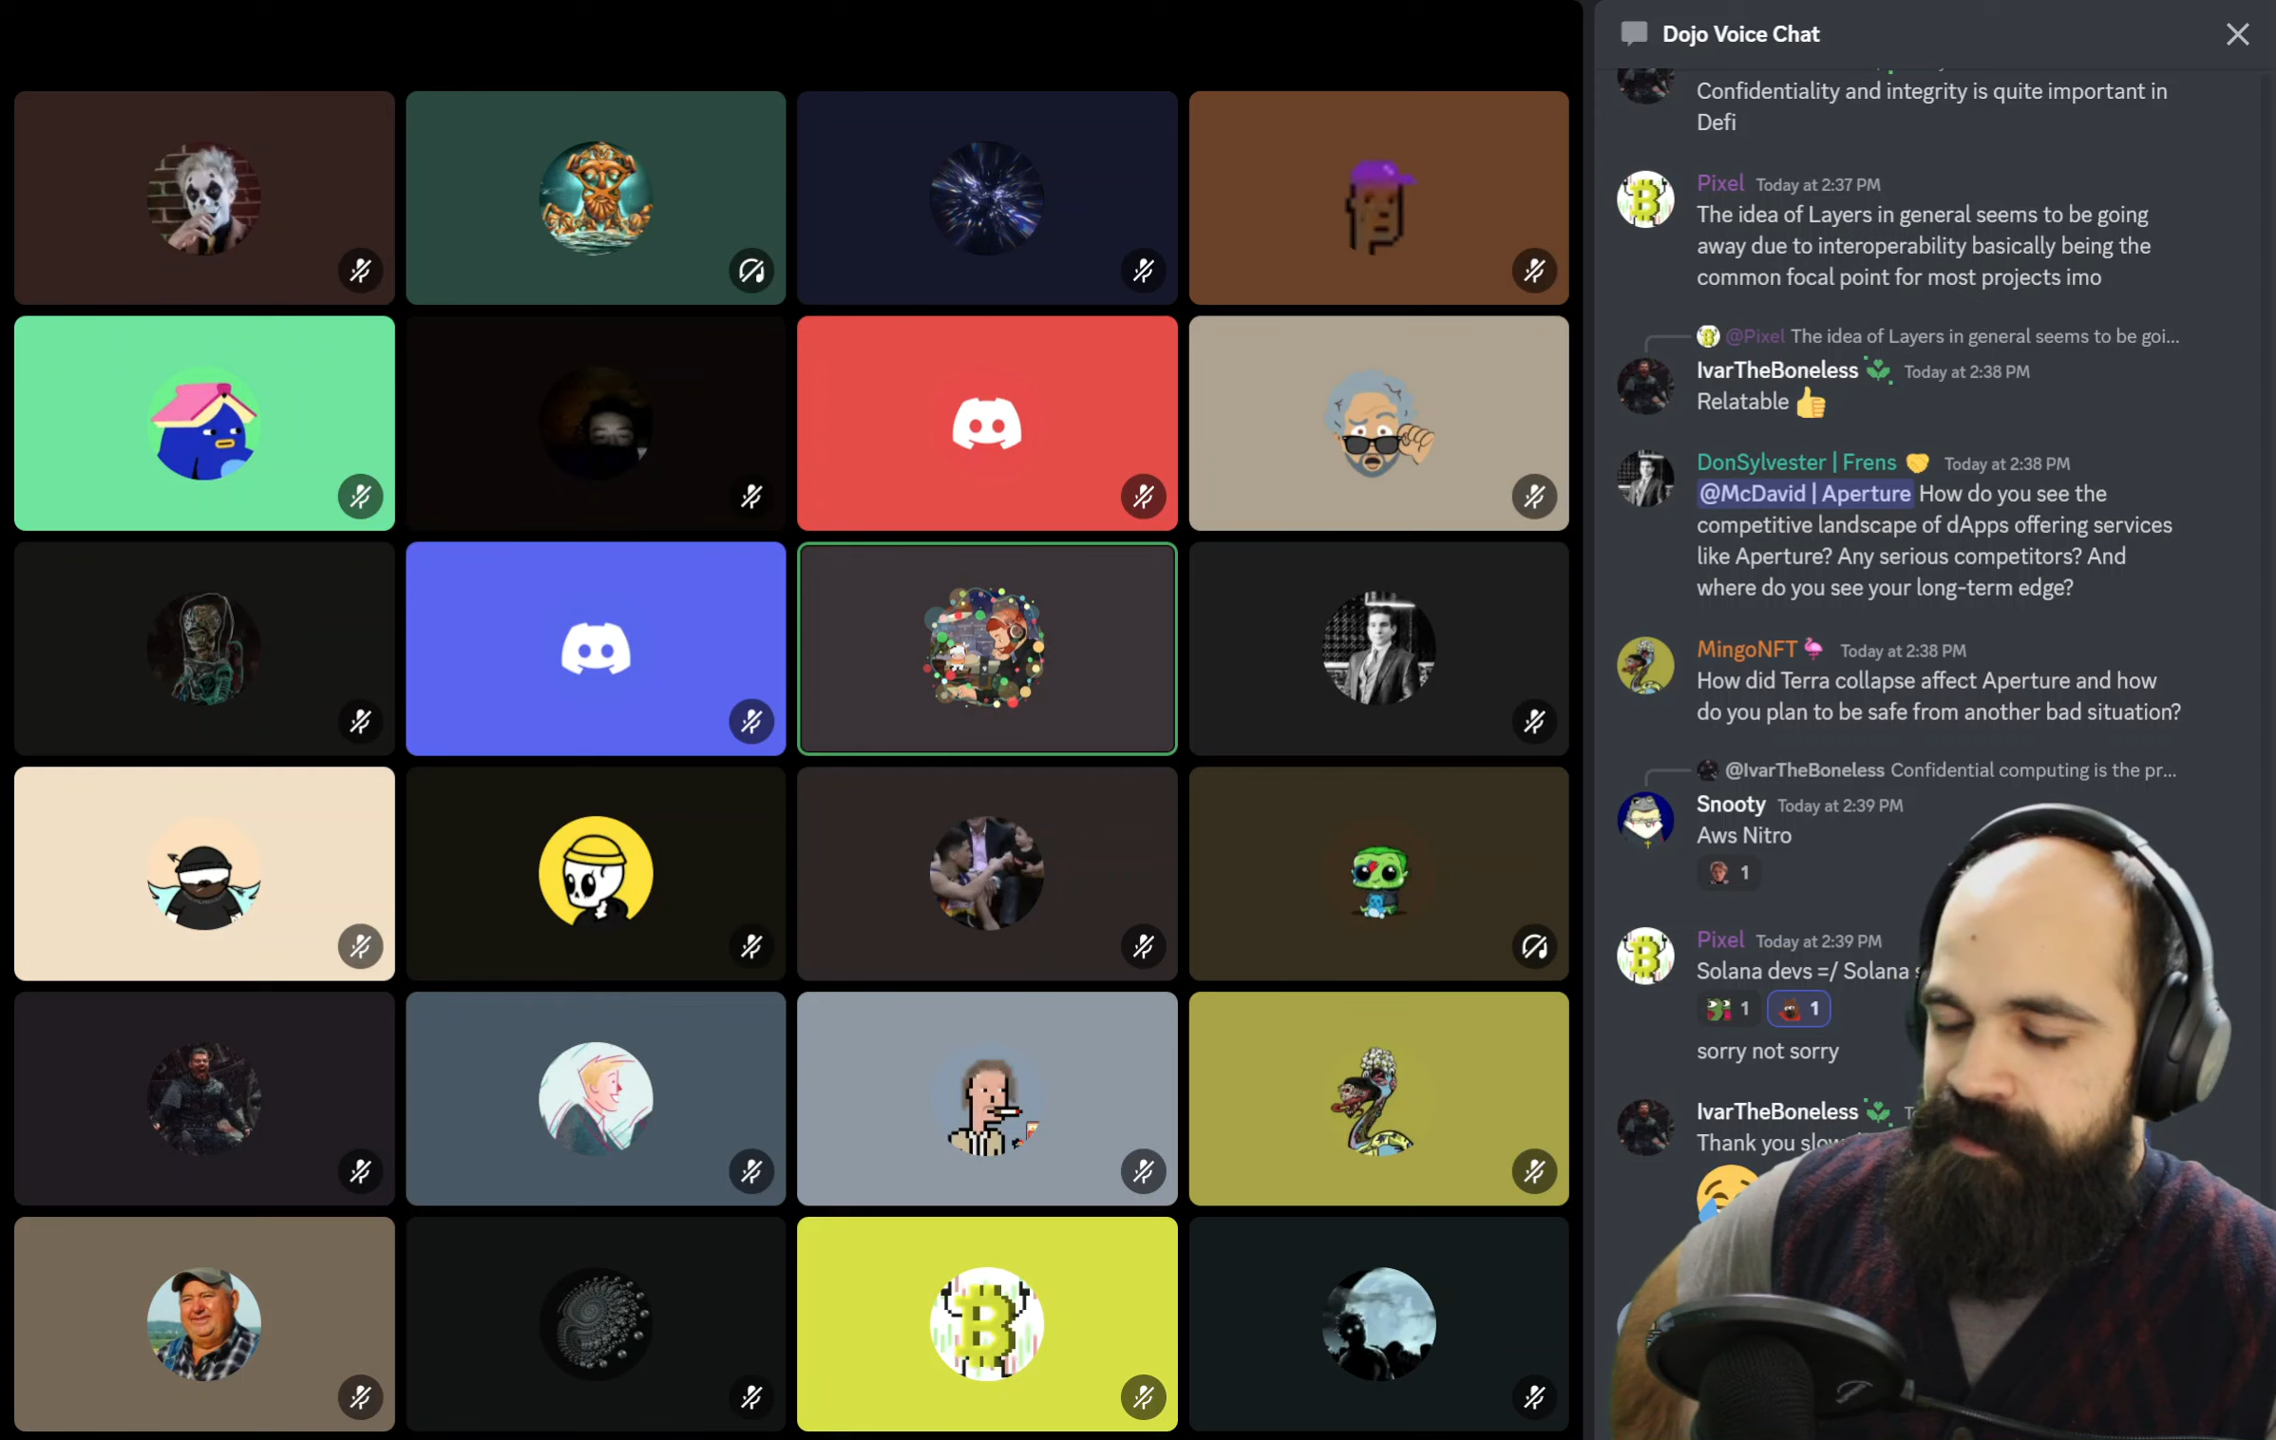 Dojo Voice Chat
Confidentiality and integrity is quite important in
Defi
Pixel Today at 2:37 PM
The idea of Layers in general seems to be going
away due to interoperability basically being the
common focal point for most projects imo
@Pixel The idea of Layers in general seems to be goi...
IvarTheBoneless Today at 2:38 PM
Relatable 👍
DonSylvester | Frens Today at 2:38 PM
@McDavid | Aperture How do you see the
competitive landscape of dApps offering services
like Aperture? Any serious competitors? And
where do you see your long-term edge?
MingoNFT 🦩 Today at 2:38 PM
How did Terra collapse affect Aperture and how
do you plan to be safe from another bad situation?
@IvarTheBoneless Confidential computing is the pr...
Snooty Today at 2:39 PM
Aws Nitro
1
Pixel Today at 2:39 PM
Solana devs =/ Solana
1 1
sorry not sorry
IvarTheBoneless
Thank you